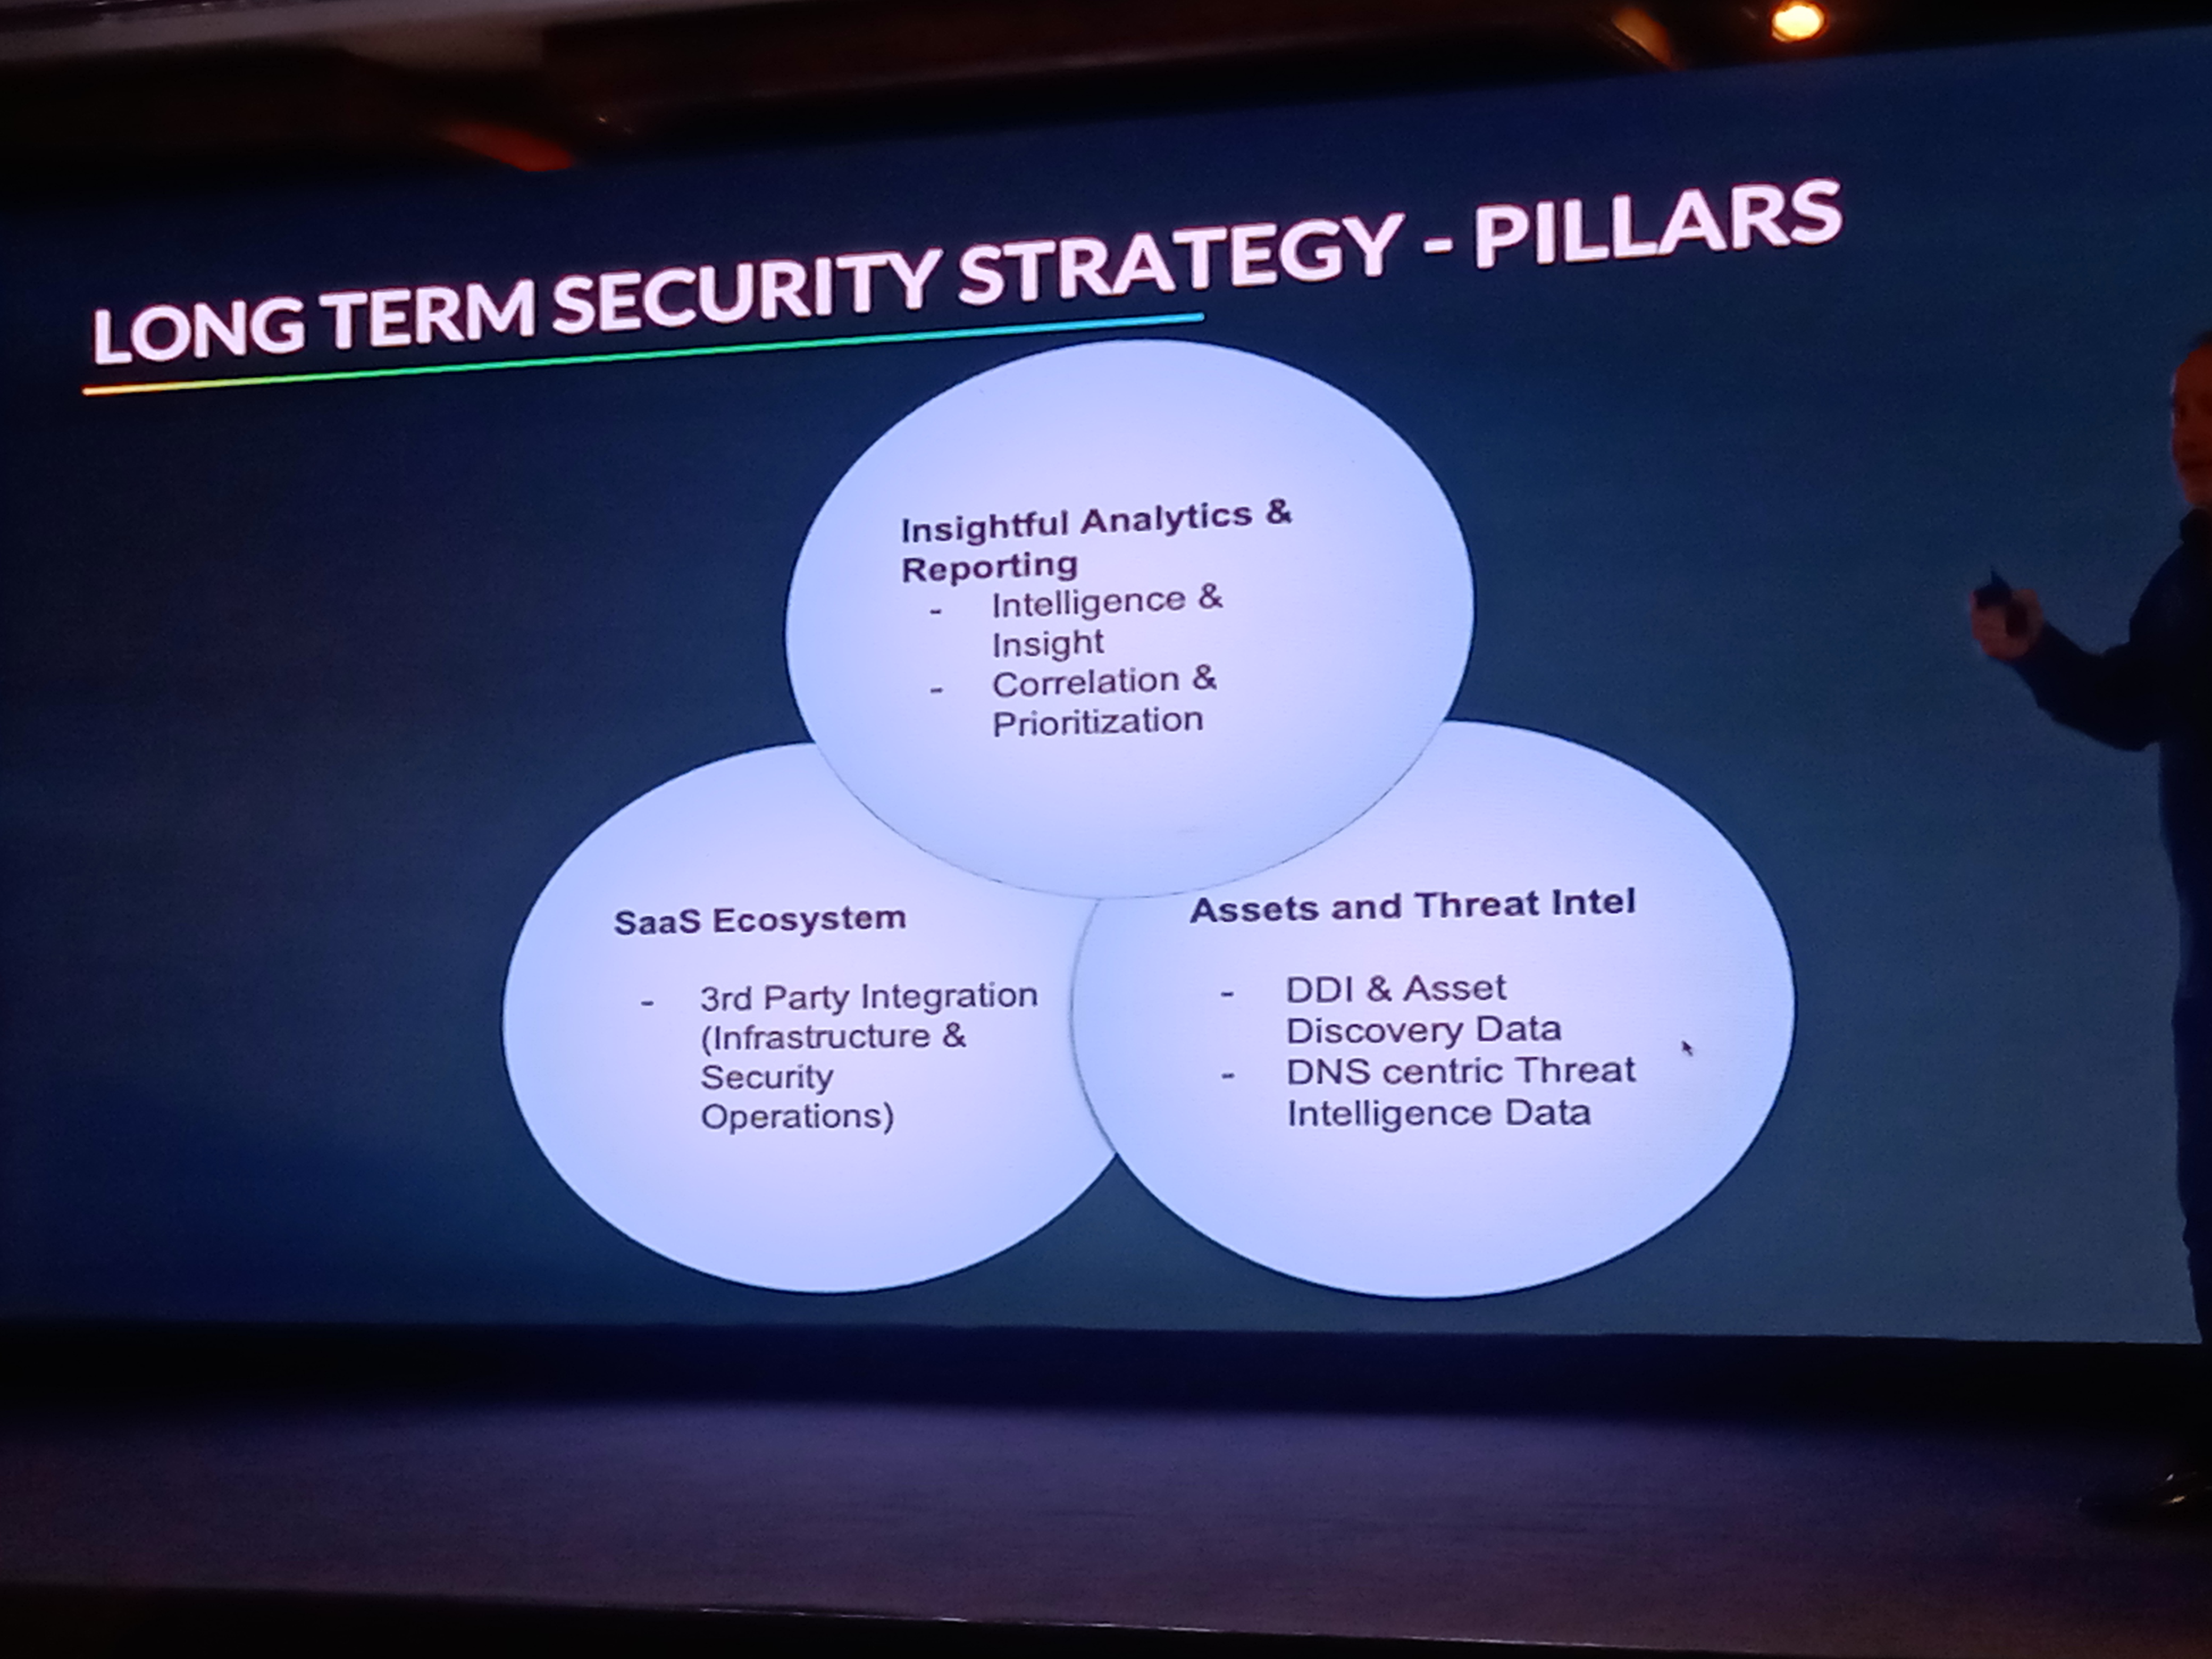 LONG TERM SECURITY STRATEGY - PILLARS
Insightful Analytics &
Reporting
- Intelligence &
Insight
- Correlation &
Prioritization
SaaS Ecosystem
- 3rd Party Integration
(Infrastructure &
Security
Operations)
Assets and Threat Intel
- DDI & Asset
Discovery Data
- DNS centric Threat
Intelligence Data